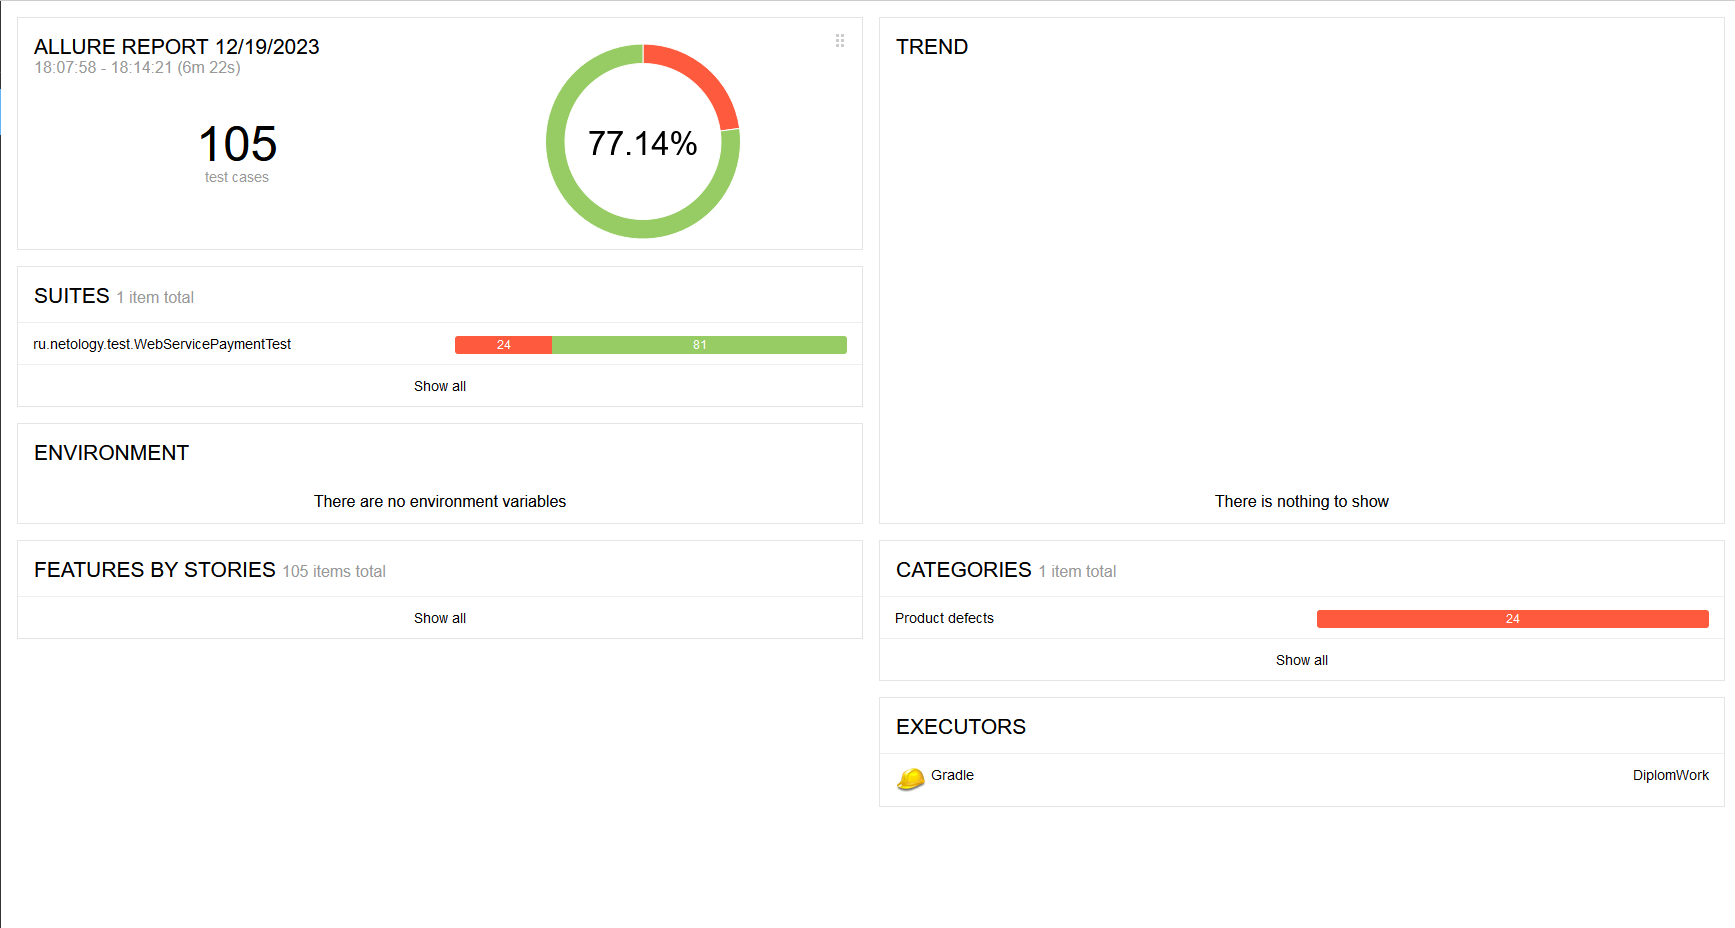 ALLURE REPORT 12/19/2023
18:07:58 - 18:14:21 (6m 22s)
105
test cases
77.14%
SUITES 1 item total
ru.netology.test.WebServicePaymentTest 24 81
Show all
ENVIRONMENT
There are no environment variables
FEATURES BY STORIES 105 items total
Show all
TREND
There is nothing to show
CATEGORIES 1 item total
Product defects 24
Show all
EXECUTORS
Gradle DiplomWork